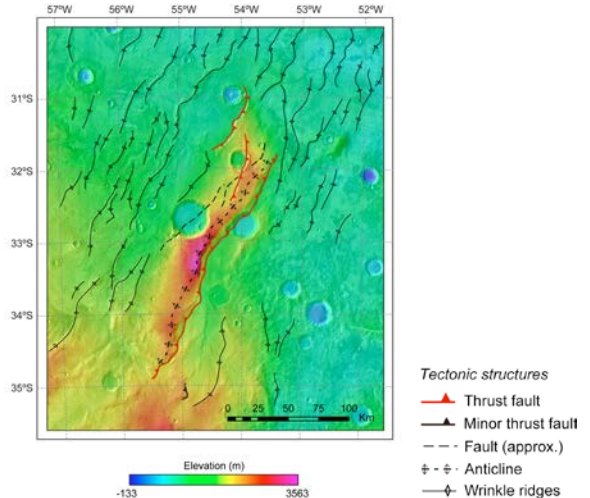 57°W 56°W 55°W 54°W 53°W 52°W
31°S
32°S
33°S
34°S
35°S
0 25 50 75 100
Km
Elevation (m)
-133 3563
Tectonic structures
Thrust fault
Minor thrust fault
Fault (approx.)
Anticline
Wrinkle ridges